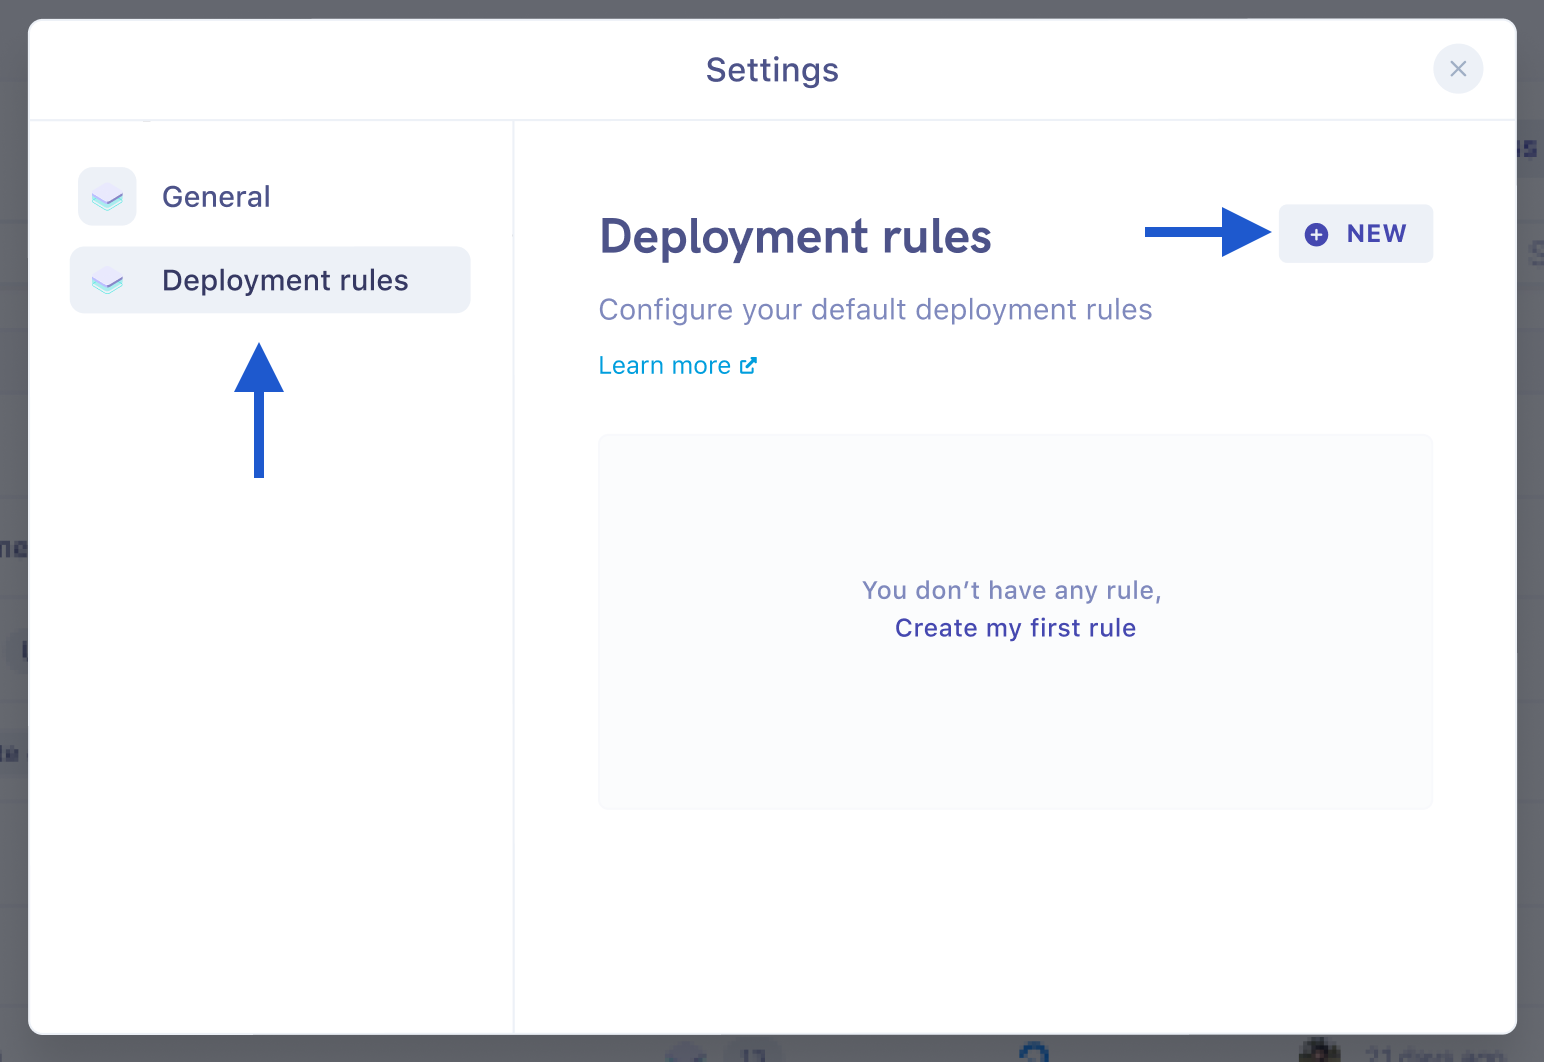 Settings
General
Deployment rules
Deployment rules
NEW
Configure your default deployment rules
Learn more
You don’t have any rule,
Create my first rule